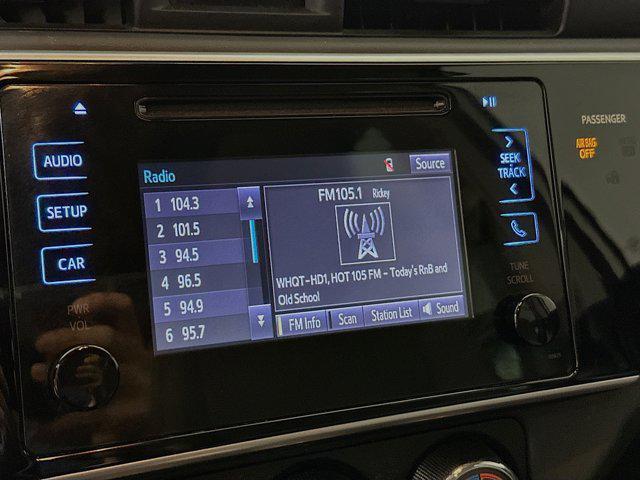 PASSENGER
AIR BAG
OFF
AUDIO
SETUP
CAR
PWR
VOL
Radio
Source
1 104.3
2 101.5
3 94.5
4 96.5
5 94.9
6 95.7
FM105.1 Rickey
WHQT-HD1, HOT 105 FM - Today's RnB and
Old School
FM Info
Scan
Station List
Sound
SEEK
TRACK
TUNE
SCROLL